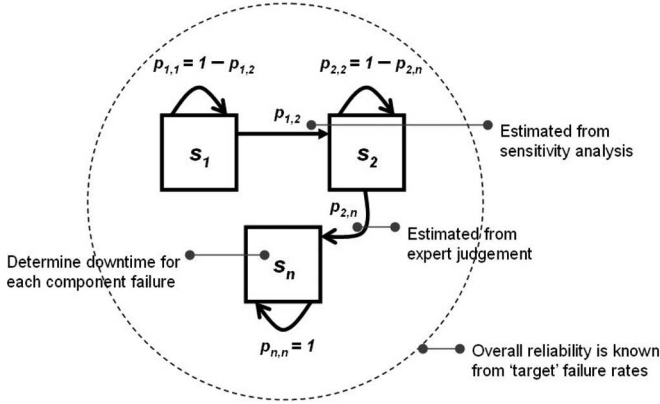 p1,1 = 1 – p1,2
p2,2 = 1 – p2,n
p1,2
s1
s2
Estimated from
sensitivity analysis
p2,n
Estimated from
expert judgement
Determine downtime for
each component failure
sn
pn,n = 1
Overall reliability is known
from ‘target’ failure rates